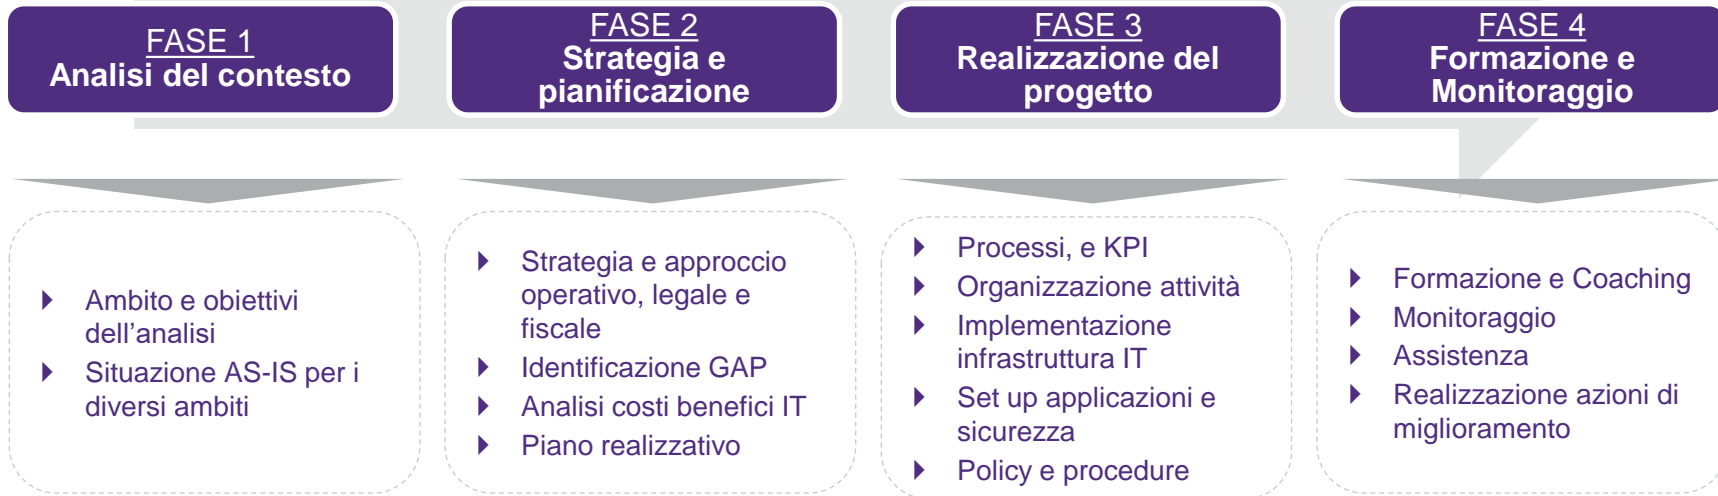 FASE 1
Analisi del contesto
FASE 2
Strategia e
pianificazione
FASE 3
Realizzazione del
progetto
FASE 4
Formazione e
Monitoraggio
Ambito e obiettivi
dell'analisi
Situazione AS-IS per i
diversi ambiti
Strategia e approccio
operativo, legale e
fiscale
Identificazione GAP
Analisi costi benefici IT
Piano realizzativo
Processi, e KPI
Organizzazione attività
Implementazione
infrastruttura IT
Set up applicazioni e
sicurezza
Policy e procedure
Formazione e Coaching
Monitoraggio
Assistenza
Realizzazione azioni di
miglioramento